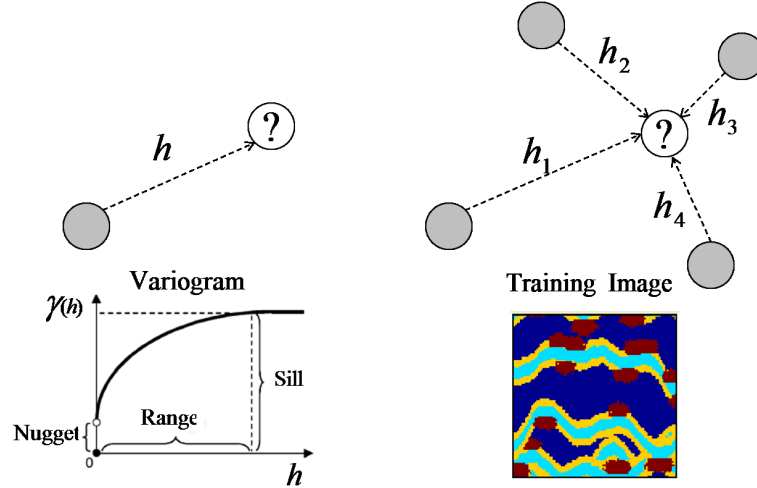 ?
h
h2
?
h3
h1
h4
Variogram
γ(h)
Sill
Nugget
Range
0
h
Training Image